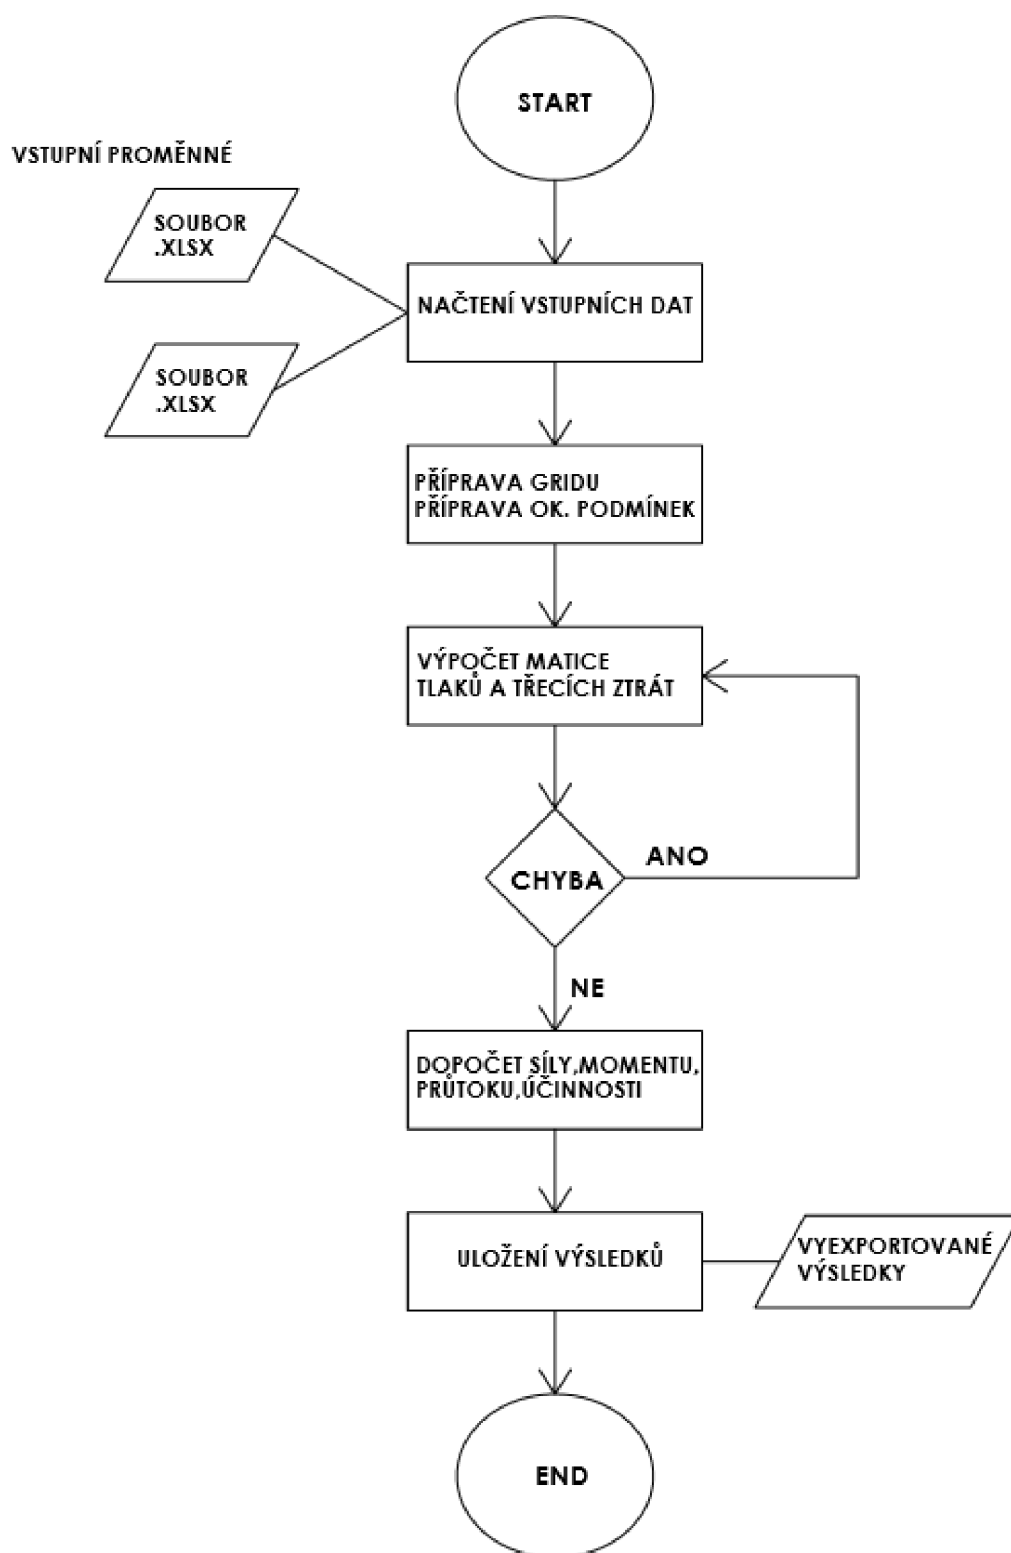 START
VSTUPNÍ PROMĚNNÉ
SOUBOR
.XLSX
NAČTENÍ VSTUPNÍCH DAT
SOUBOR
.XLSX
PŘÍPRAVA GRIDU
PŘÍPRAVA OK. PODMÍNEK
VÝPOČET MATICE
TLAKŮ A TŘECÍCH ZTRÁT
ANO
CHYBA
NE
DOPOČET SÍLY,MOMENTU,
PRŮTOKU,ÚČINNOSTI
ULOŽENÍ VÝSLEDKŮ
VYEXPORTOVANÉ
VÝSLEDKY
END